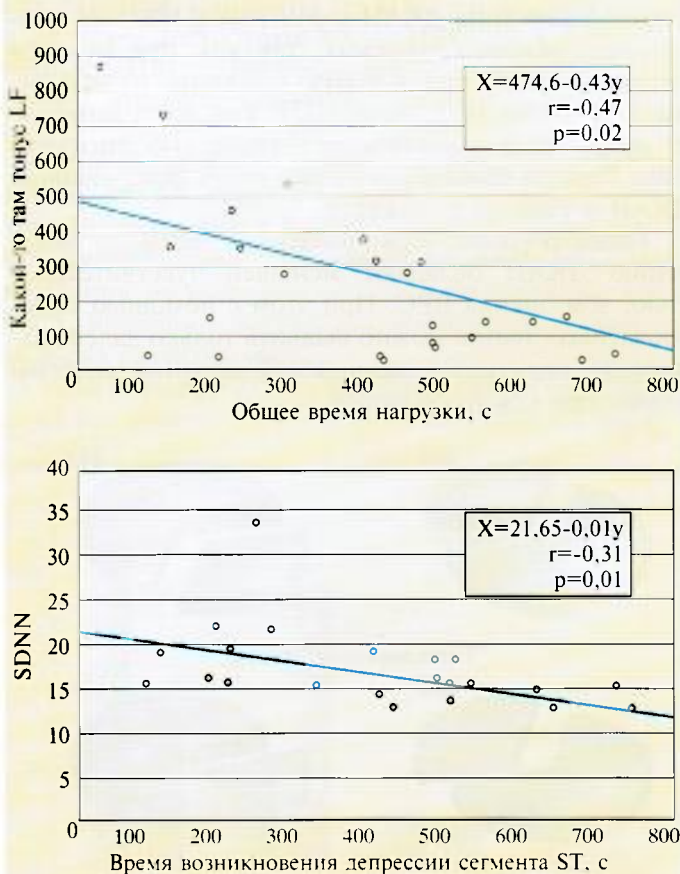 1000
900
800
700
600
500
400
300
200
100
0 100 200 300 400 500 600 700 800
Какой-то там тонус LF
X=474,6-0,43y
r=-0,47
p=0,02
Общее время нагрузки, с
40
35
30
25
20
15
10
5
0 100 200 300 400 500 600 700 800
SDNN
X=21,65-0,01y
r=-0,31
p=0,01
Время возникновения депрессии сегмента ST, с